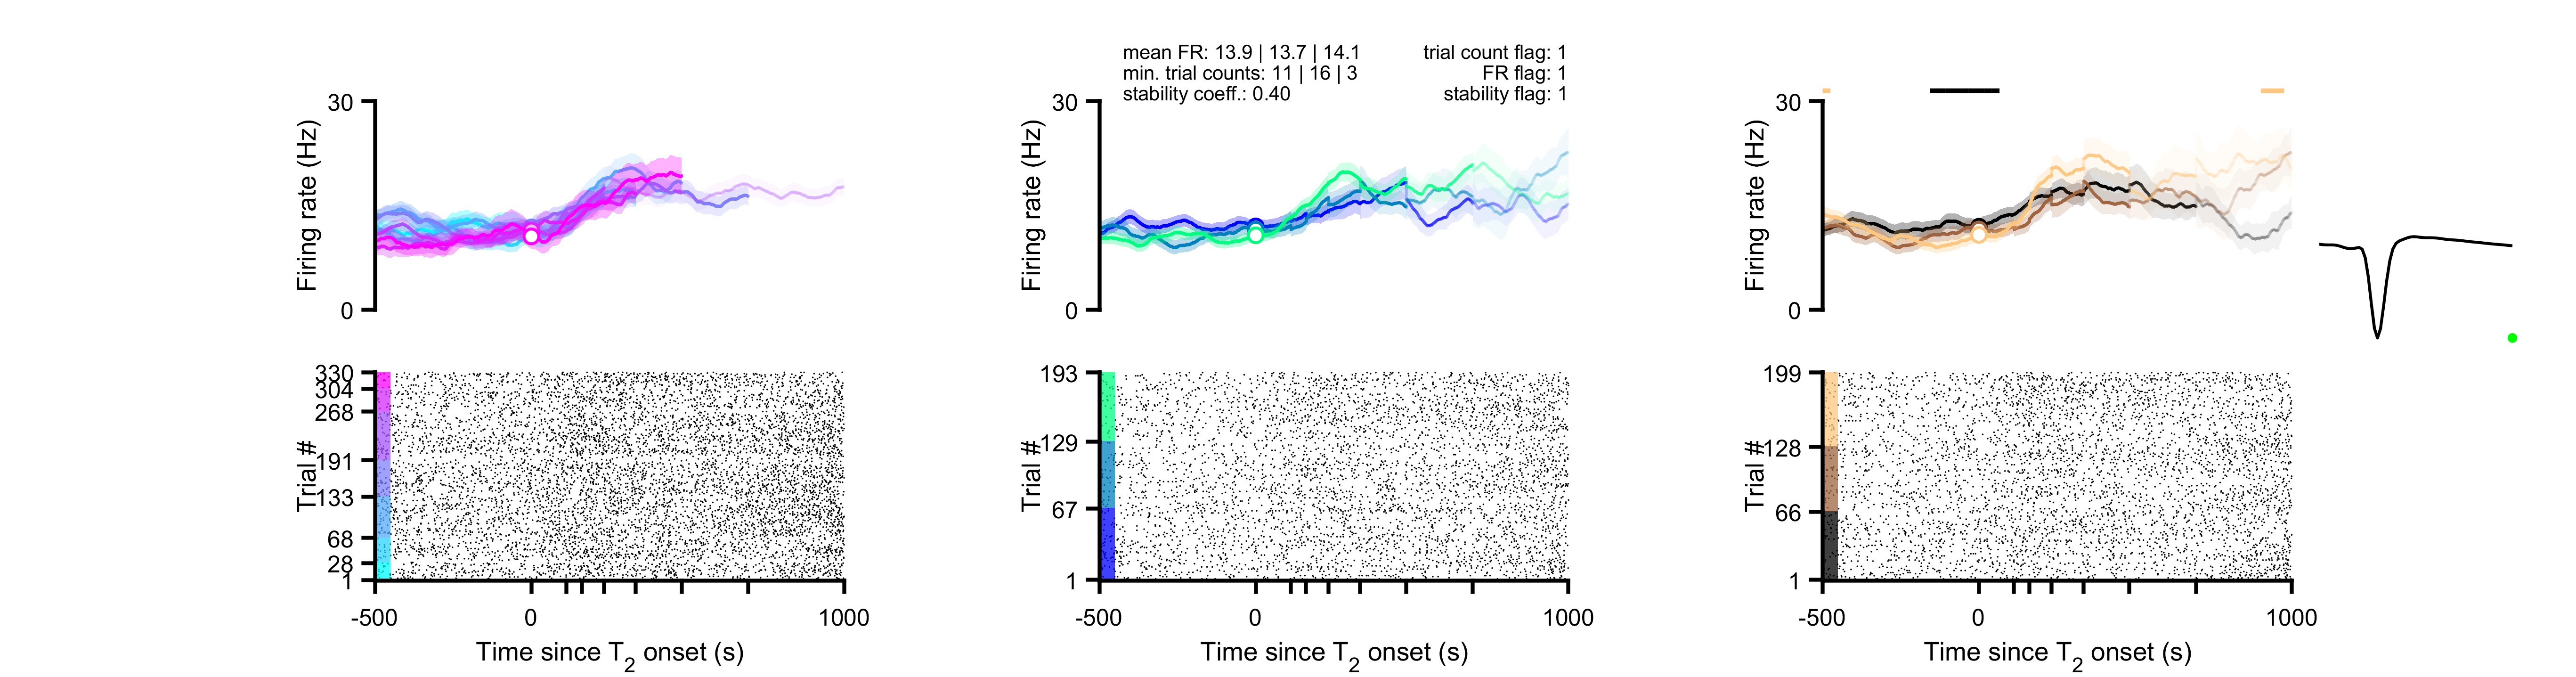 mean FR: 13.9 | 13.7 | 14.1
min. trial counts: 11 | 16 | 3
stability coeff.: 0.40
trial count flag: 1
FR flag: 1
stability flag: 1
30
Firing rate (Hz)
0
30
Firing rate (Hz)
0
30
Firing rate (Hz)
0
330
304
268
191
133
68
28
1
Trial #
-500
0
1000
Time since T2 onset (s)
193
129
67
1
Trial #
-500
0
1000
Time since T2 onset (s)
199
128
66
1
Trial #
-500
0
1000
Time since T2 onset (s)